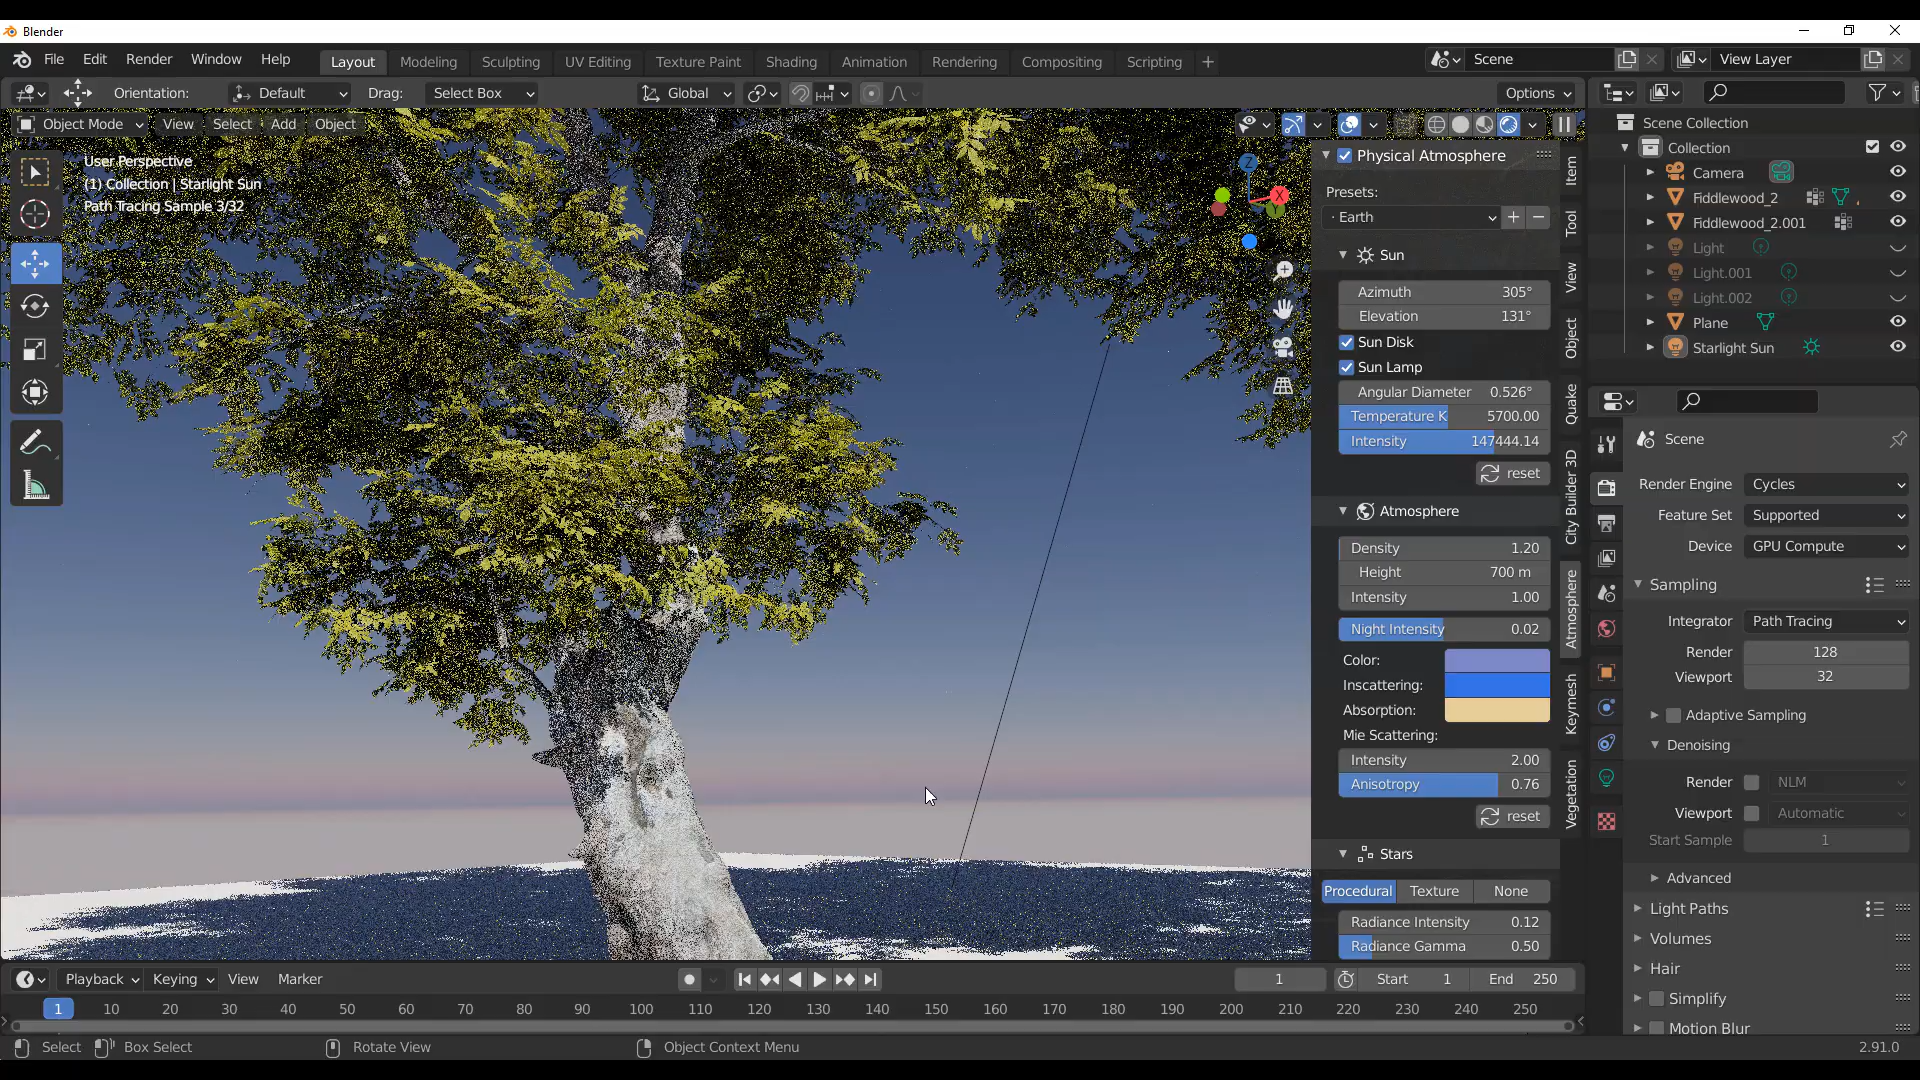 Blender
File Edit Render Window Help Layout Modeling Sculpting UV Editing Texture Paint Shading Animation Rendering Compositing Scripting + Scene View Layer
Orientation: Default Drag: Select Box Global Options
Object Mode View Select Add Object
User Perspective
(1) Collection | Starlight Sun
Path Tracing Sample 3/32
Z
X
Y
Physical Atmosphere
Presets:
· Earth
Sun
Azimuth 305°
Elevation 131°
Sun Disk
Sun Lamp
Angular Diameter 0.526°
Temperature K 5700.00
Intensity 147444.14
reset
Atmosphere
Density 1.20
Height 700 m
Intensity 1.00
Night Intensity 0.02
Color:
Inscattering:
Absorption:
Mie Scattering:
Intensity 2.00
Anisotropy 0.76
reset
Stars
Procedural Texture None
Radiance Intensity 0.12
Radiance Gamma 0.50
Item
Tool
View
Object
Quake
City Builder 3D
Atmosphere
Keymesh
Vegetation
Scene Collection
Collection
Camera
Fiddlewood_2
Fiddlewood_2.001
Light
Light.001
Light.002
Plane
Starlight Sun
Scene
Render Engine Cycles
Feature Set Supported
Device GPU Compute
Sampling
Integrator Path Tracing
Render 128
Viewport 32
Adaptive Sampling
Denoising
Render NLM
Viewport Automatic
Start Sample 1
Advanced
Light Paths
Volumes
Hair
Simplify
Motion Blur
Playback Keying View Marker 1 Start 1 End 250
1 10 20 30 40 50 60 70 80 90 100 110 120 130 140 150 160 170 180 190 200 210 220 230 240 250
Select Box Select Rotate View Object Context Menu 2.91.0